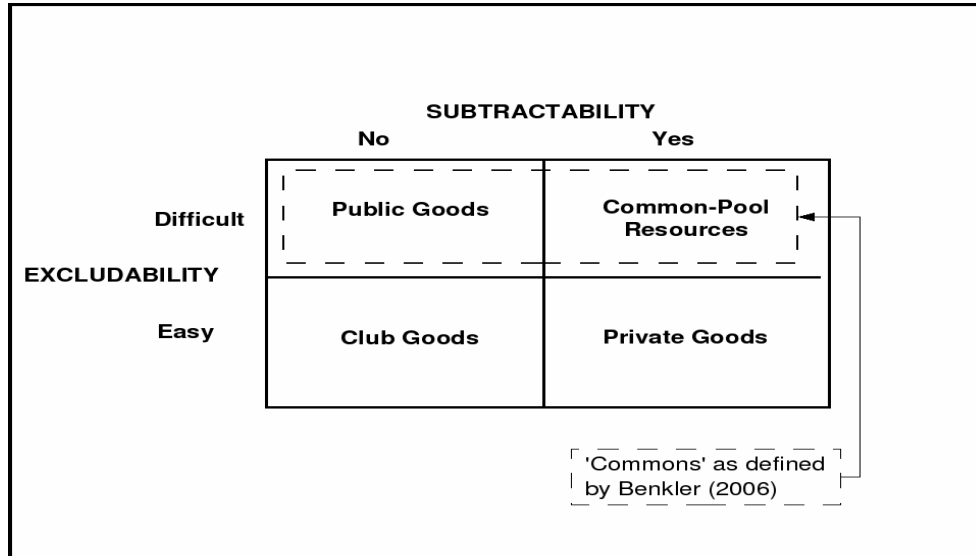 SUBTRACTABILITY
No Yes
Difficult
Public Goods
Common-Pool
Resources
EXCLUDABILITY
Easy
Club Goods
Private Goods
'Commons' as defined
by Benkler (2006)